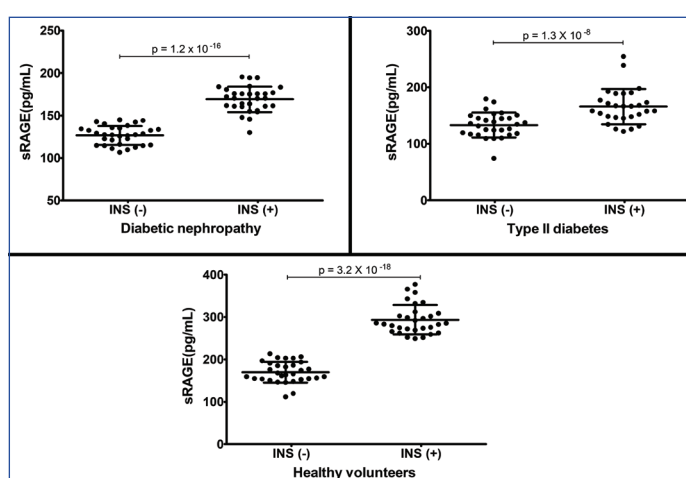 p = 1.2 x 10 -16
sRAGE(pg/mL)
250
200
150
100
50
INS (-)
INS (+)
Diabetic nephropathy
p = 1.3 X 10 -8
sRAGE(pg/mL)
300
200
100
0
INS (-)
INS (+)
Type II diabetes
p = 3.2 X 10 -18
sRAGE(pg/mL)
400
300
200
100
0
INS (-)
INS (+)
Healthy volunteers